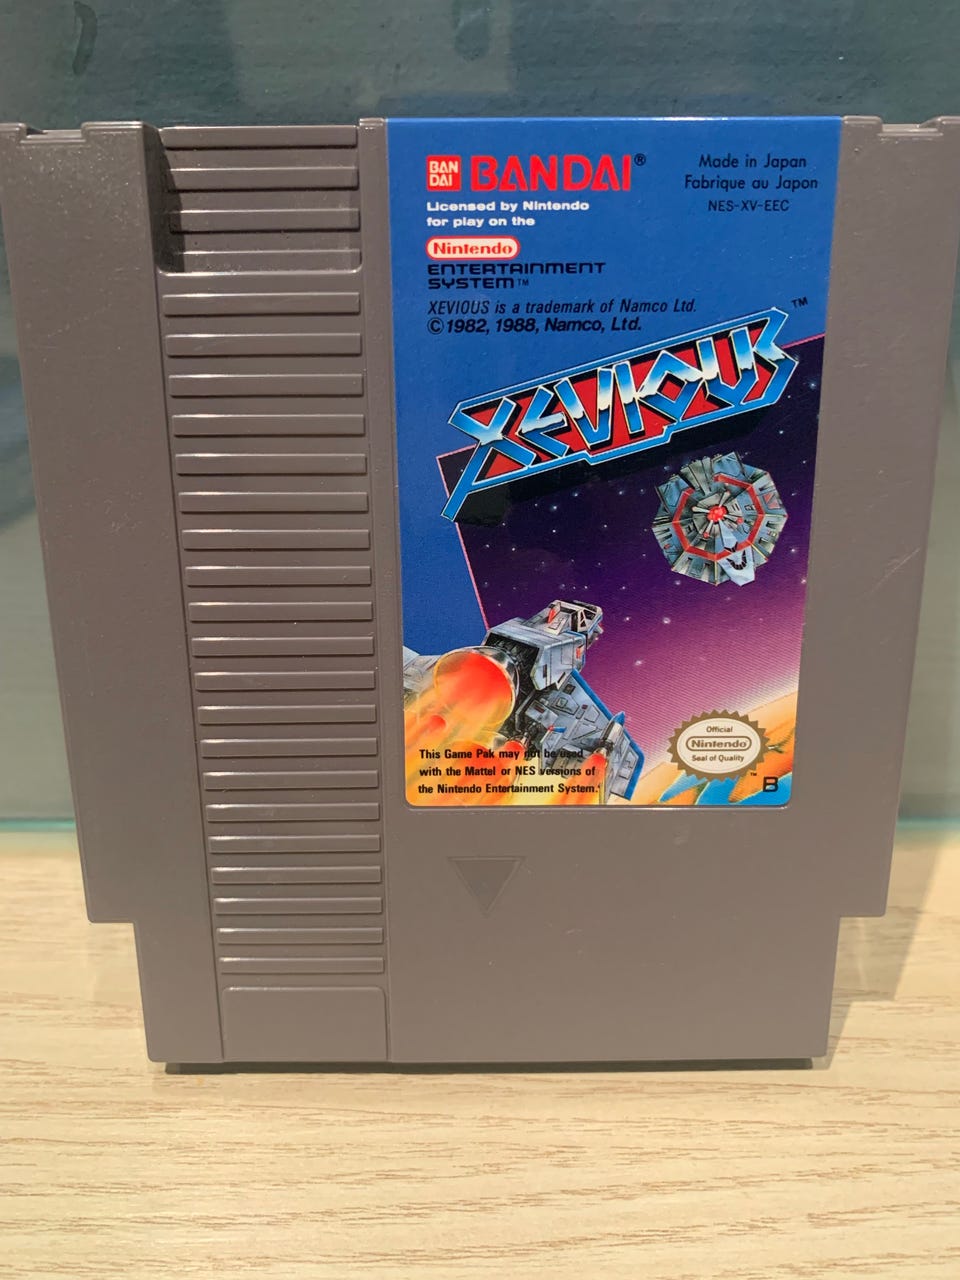 BAN
DAI
BANDAI®
Made in Japan
Fabrique au Japon
NES-XV-EEC
Licensed by Nintendo
for play on the
Nintendo
ENTERTAINMENT
SYSTEM™
XEVIOUS is a trademark of Namco Ltd.
©1982, 1988, Namco, Ltd.
XEVIOUS™
This Game Pak may not be used
with the Mattel or NES versions of
the Nintendo Entertainment System.
Official
Nintendo
Seal of Quality
™
B